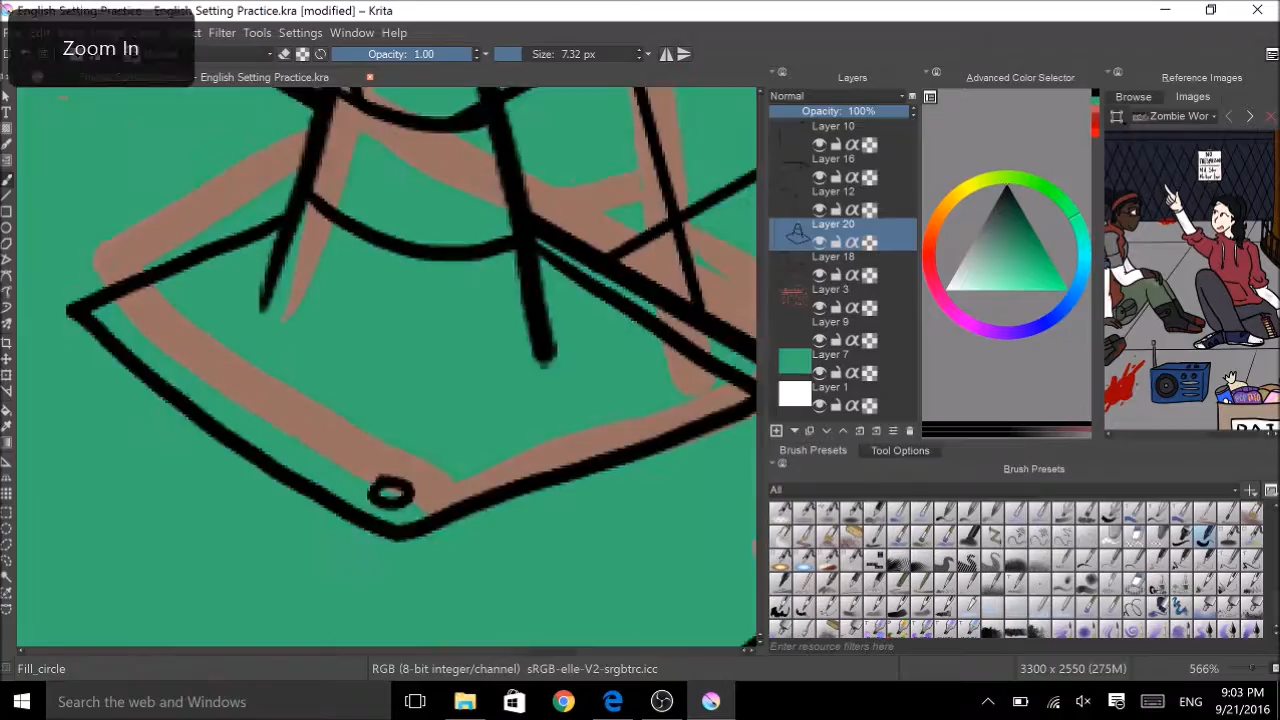 English Setting Practice - English Setting Practice.kra [modified] – Krita
Filter Tools Settings Window Help
Zoom In
Opacity: 1.00
Size: 7.32 px
English Setting Practice.kra
Layers
Normal
Opacity: 100%
Layer 10
Layer 16
Layer 12
Layer 20
Layer 18
Layer 3
Layer 9
Layer 7
Layer 1
Advanced Color Selector
Reference Images
Browse Images
Zombie Wor
Brush Presets Tool Options
Brush Presets
All
Enter resource filters here
Fill_circle
RGB (8-bit integer/channel) sRGB-elle-V2-srgbtrc.icc
3300 x 2550 (275M)
566%
Search the web and Windows
ENG
9:03 PM
9/21/2016